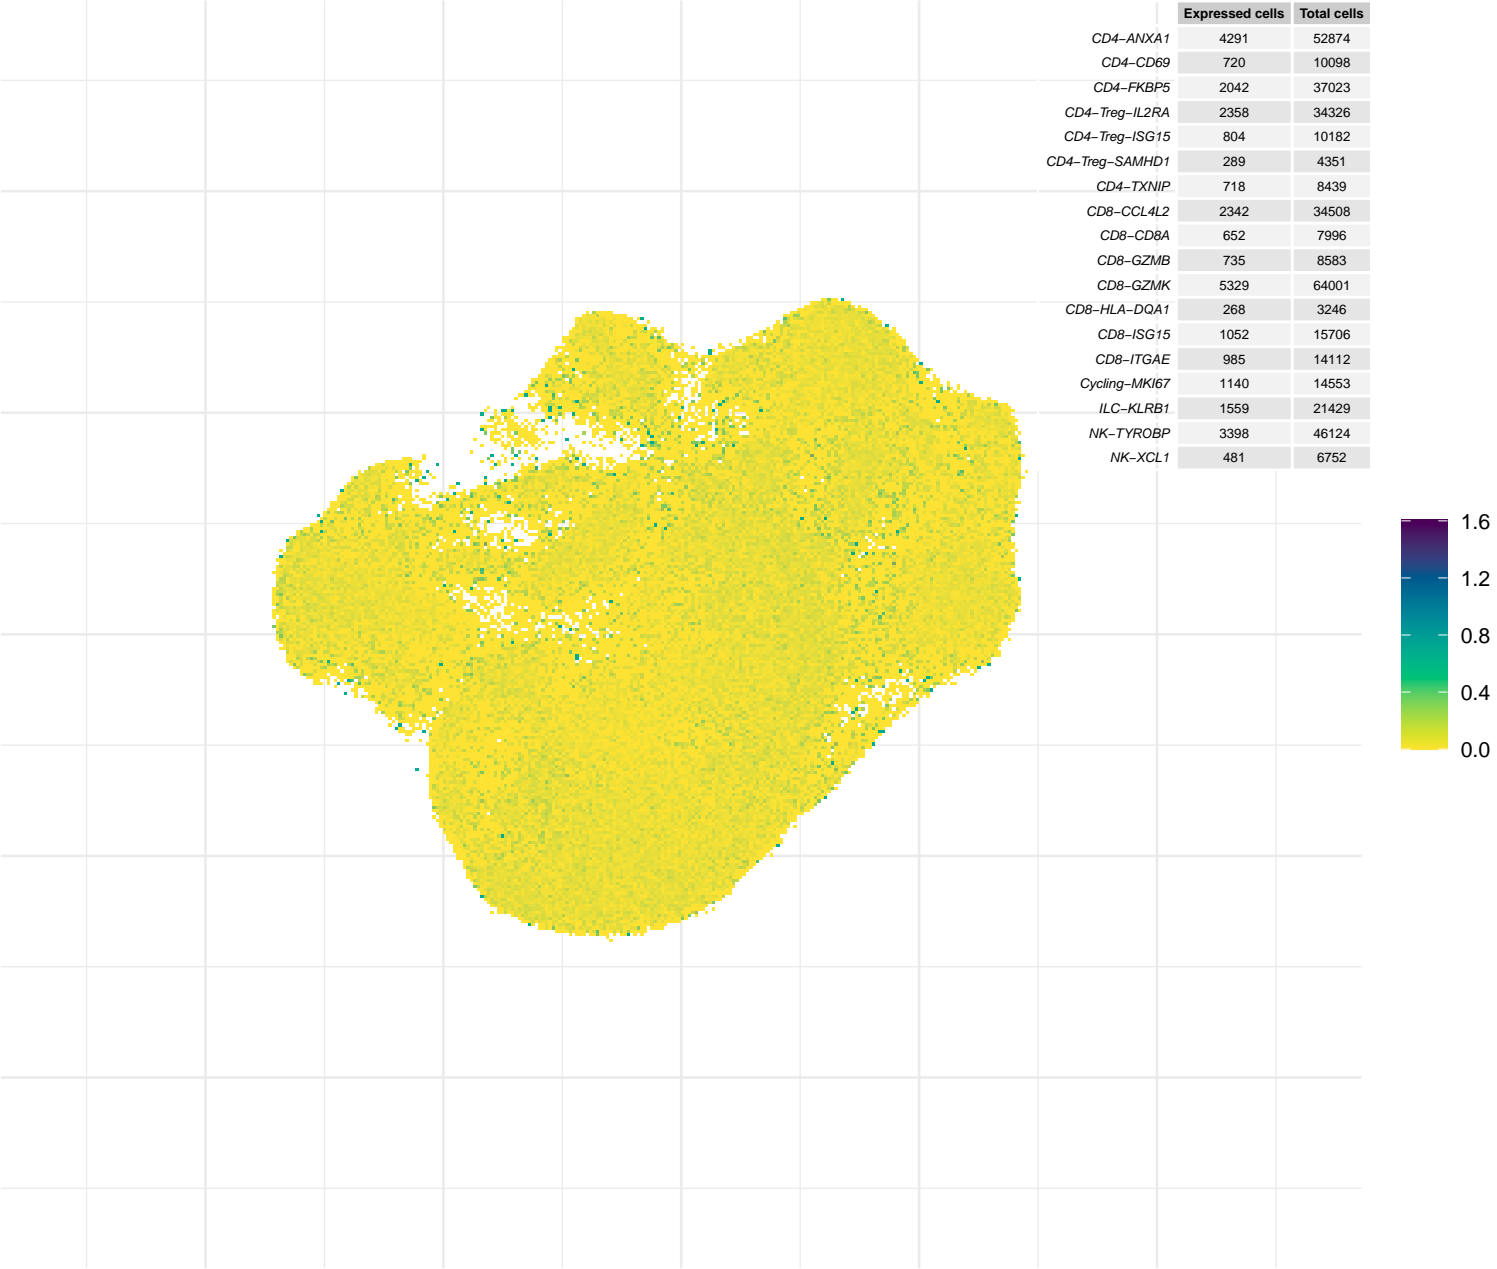 Expressed cells Total cells
CD4−ANXA1 4291 52874
CD4−CD69 720 10098
CD4−FKBP5 2042 37023
CD4−Treg−IL2RA 2358 34326
CD4−Treg−ISG15 804 10182
CD4−Treg−SAMHD1 289 4351
CD4−TXNIP 718 8439
CD8−CCL4L2 2342 34508
CD8−CD8A 652 7996
CD8−GZMB 735 8583
CD8−GZMK 5329 64001
CD8−HLA−DQA1 268 3246
CD8−ISG15 1052 15706
CD8−ITGAE 985 14112
Cycling−MKI67 1140 14553
ILC−KLRB1 1559 21429
NK−TYROBP 3398 46124
NK−XCL1 481 6752
1.6
1.2
0.8
0.4
0.0